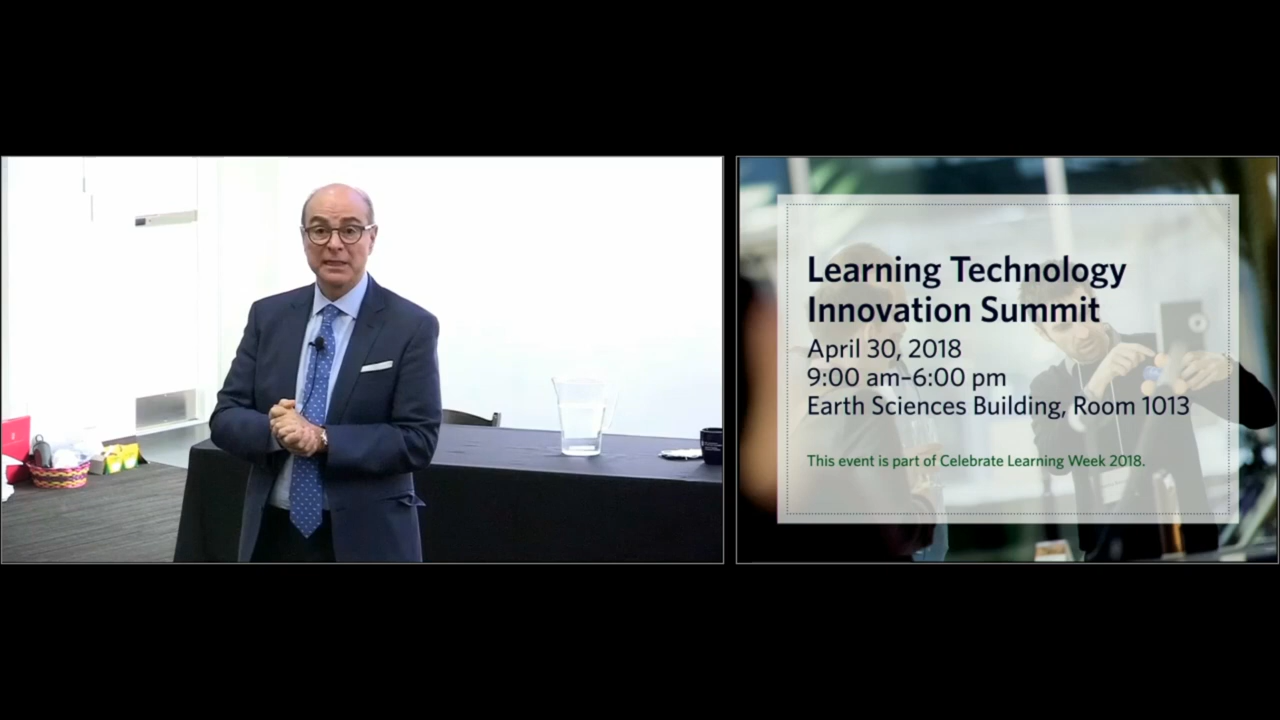 Learning Technology
Innovation Summit
April 30, 2018
9:00 am–6:00 pm
Earth Sciences Building, Room 1013
This event is part of Celebrate Learning Week 2018.